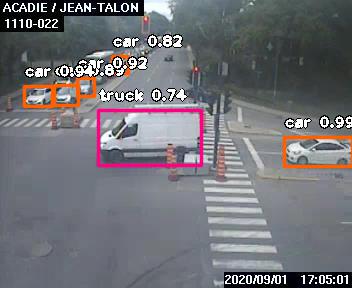 ACADIE / JEAN-TALON
1110-022
car 0.82
car 0.92
car 0.94
.89
truck 0.74
car 0.99
2020/09/01 17:05:01